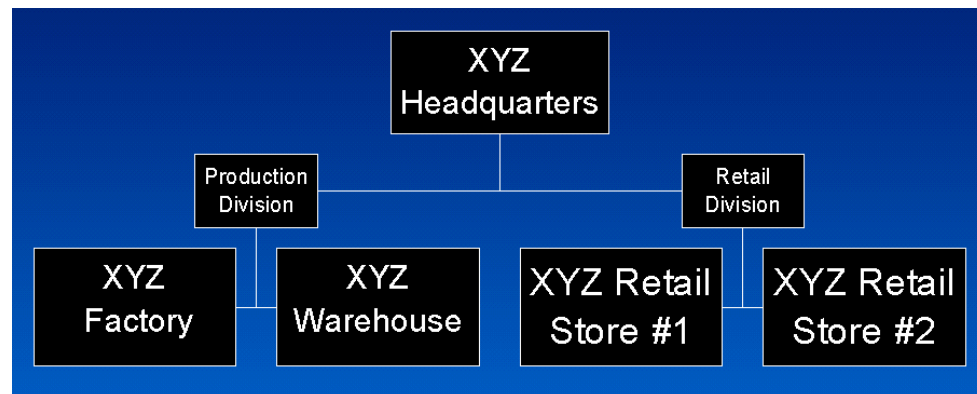 XYZ
Headquarters
Production
Division
Retail
Division
XYZ
Factory
XYZ
Warehouse
XYZ Retail
Store #1
XYZ Retail
Store #2